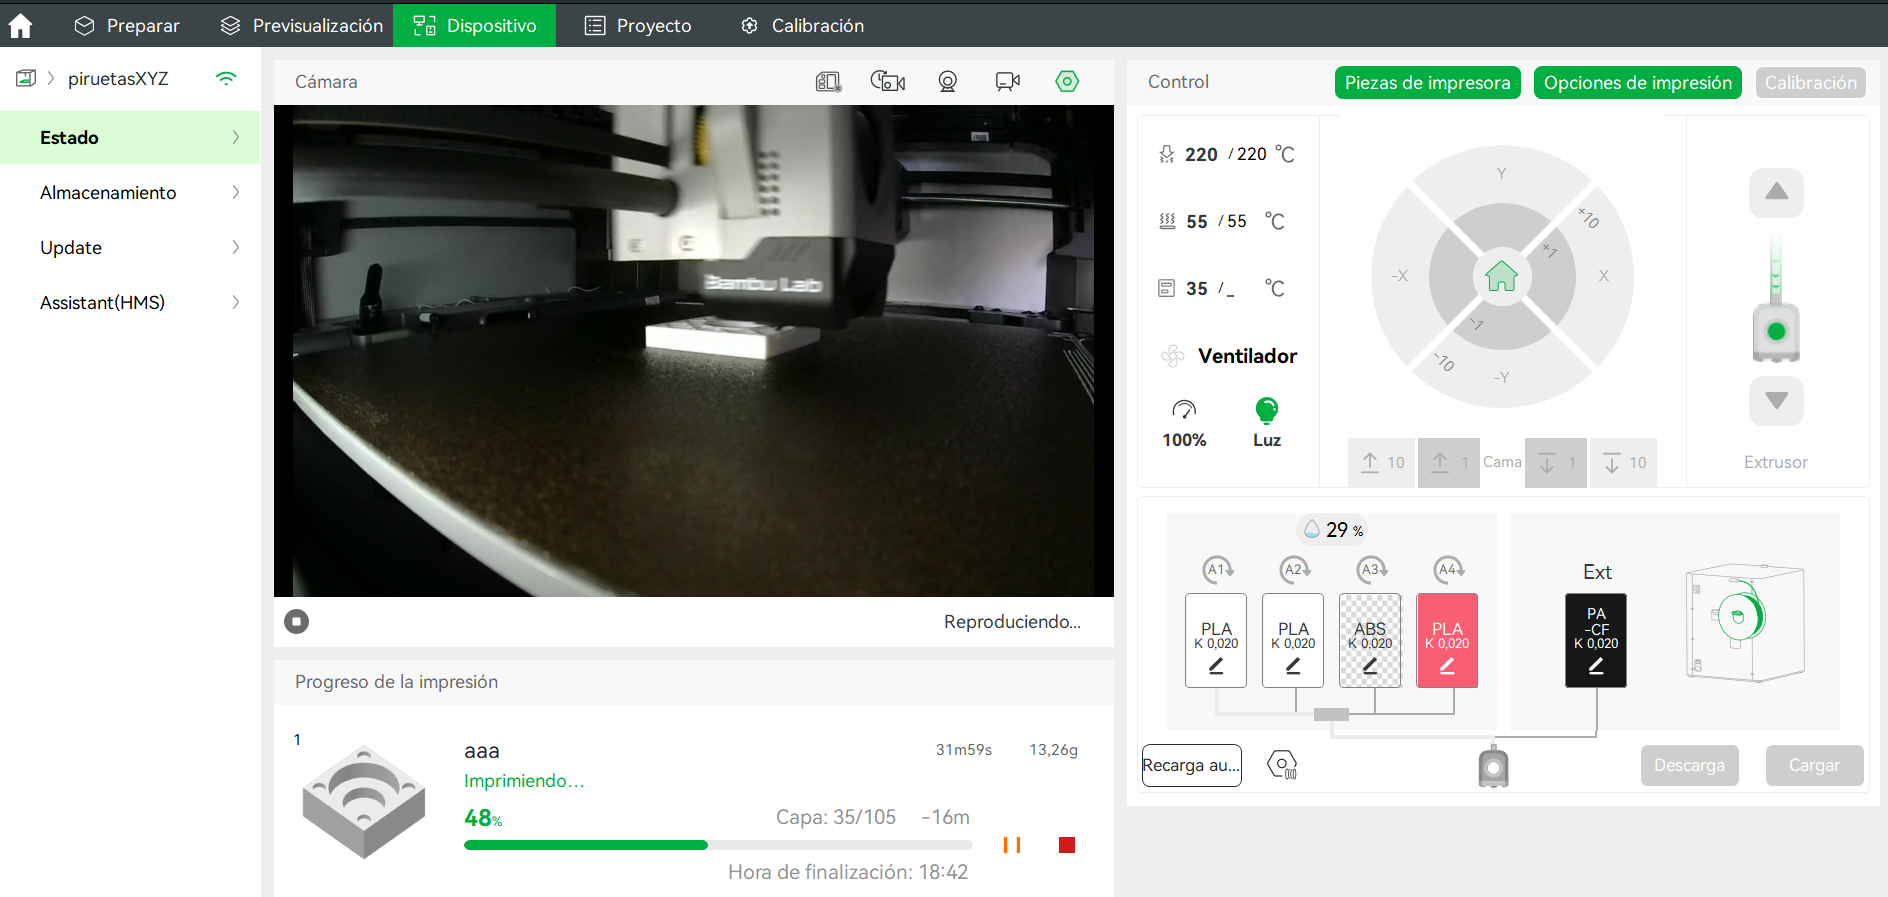 Preparar
Previsualización
Dispositivo
Proyecto
Calibración
piruetasXYZ
Estado
Almacenamiento
Update
Assistant(HMS)
Cámara
Bambu Lab
Reproduciendo...
Progreso de la impresión
1
aaa
31m59s
13,26g
Imprimiendo...
48%
Capa: 35/105
-16m
Hora de finalización: 18:42
Control
Piezas de impresora
Opciones de impresión
Calibración
220 / 220 °C
55 / 55 °C
35 / _ °C
Ventilador
100%
Luz
Y
+10
+1
-X
X
-1
-10
-Y
10
1
Cama
1
10
Extrusor
29 %
A1
A2
A3
A4
PLA
K 0,020
PLA
K 0,020
ABS
K 0,020
PLA
K 0,020
Ext
PA
-CF
K 0,020
Recarga au...
Descarga
Cargar